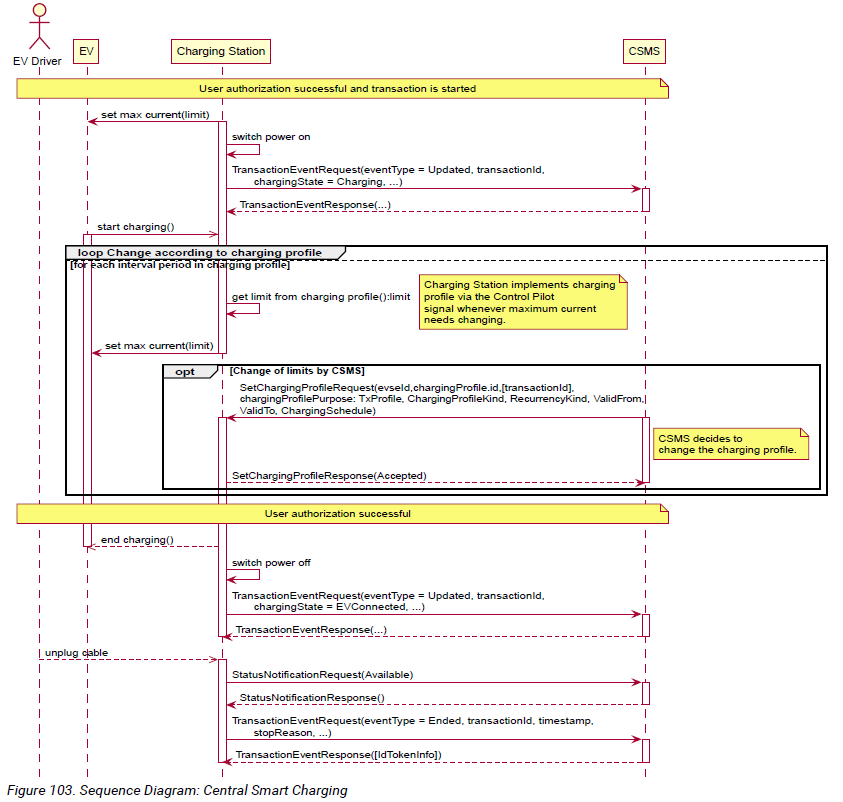 EV Driver
EV
Charging Station
CSMS
User authorization successful and transaction is started
set max current(limit)
switch power on
TransactionEventRequest(eventType = Updated, transactionId,
chargingState = Charging, ...)
TransactionEventResponse(...)
start charging()
loop Change according to charging profile
[for each interval period in charging profile]
get limit from charging profile():limit
Charging Station implements charging
profile via the Control Pilot
signal whenever maximum current
needs changing.
set max current(limit)
opt
[Change of limits by CSMS]
SetChargingProfileRequest(evseId,chargingProfile.id,[transactionId],
chargingProfilePurpose: TxProfile, ChargingProfileKind, RecurrencyKind, ValidFrom,
ValidTo, ChargingSchedule)
CSMS decides to
change the charging profile.
SetChargingProfileResponse(Accepted)
User authorization successful
end charging()
switch power off
TransactionEventRequest(eventType = Updated, transactionId,
chargingState = EVConnected, ...)
TransactionEventResponse(...)
unplug cable
StatusNotificationRequest(Available)
StatusNotificationResponse()
TransactionEventRequest(eventType = Ended, transactionId, timestamp,
stopReason, ...)
TransactionEventResponse([IdTokenInfo])
Figure 103. Sequence Diagram: Central Smart Charging